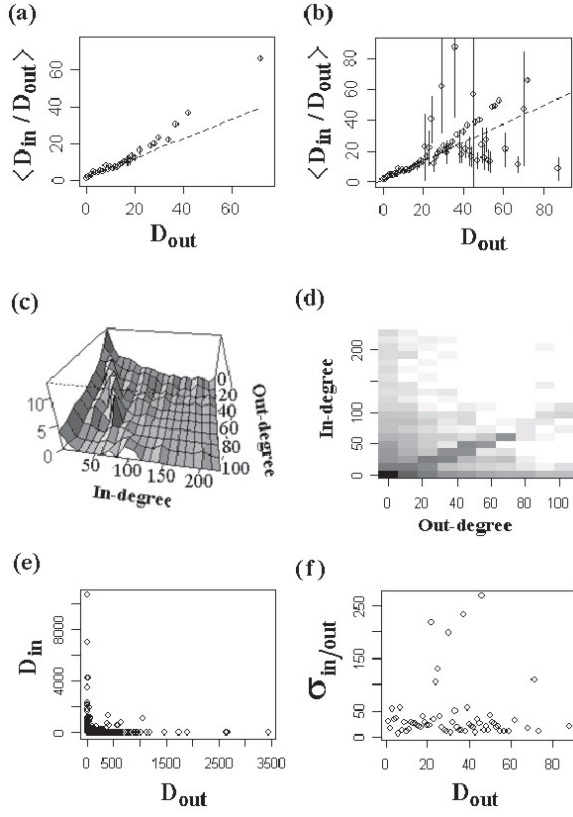 (a)
<D_in / D_out>
60
40
20
0
0 20 40 60
D_out
(b)
<D_in / D_out>
80
60
40
20
0
0 20 40 60 80
D_out
(c)
10
5
0
50 100 150 200
In-degree
0
20
40
60
80
100
Out-degree
(d)
In-degree
200
100
50
0
0 20 40 60 80 100
Out-degree
(e)
D_in
8000
4000
0
0 500 1500 2500 3500
D_out
(f)
σ_in/out
250
150
50
0
0 20 40 60 80
D_out